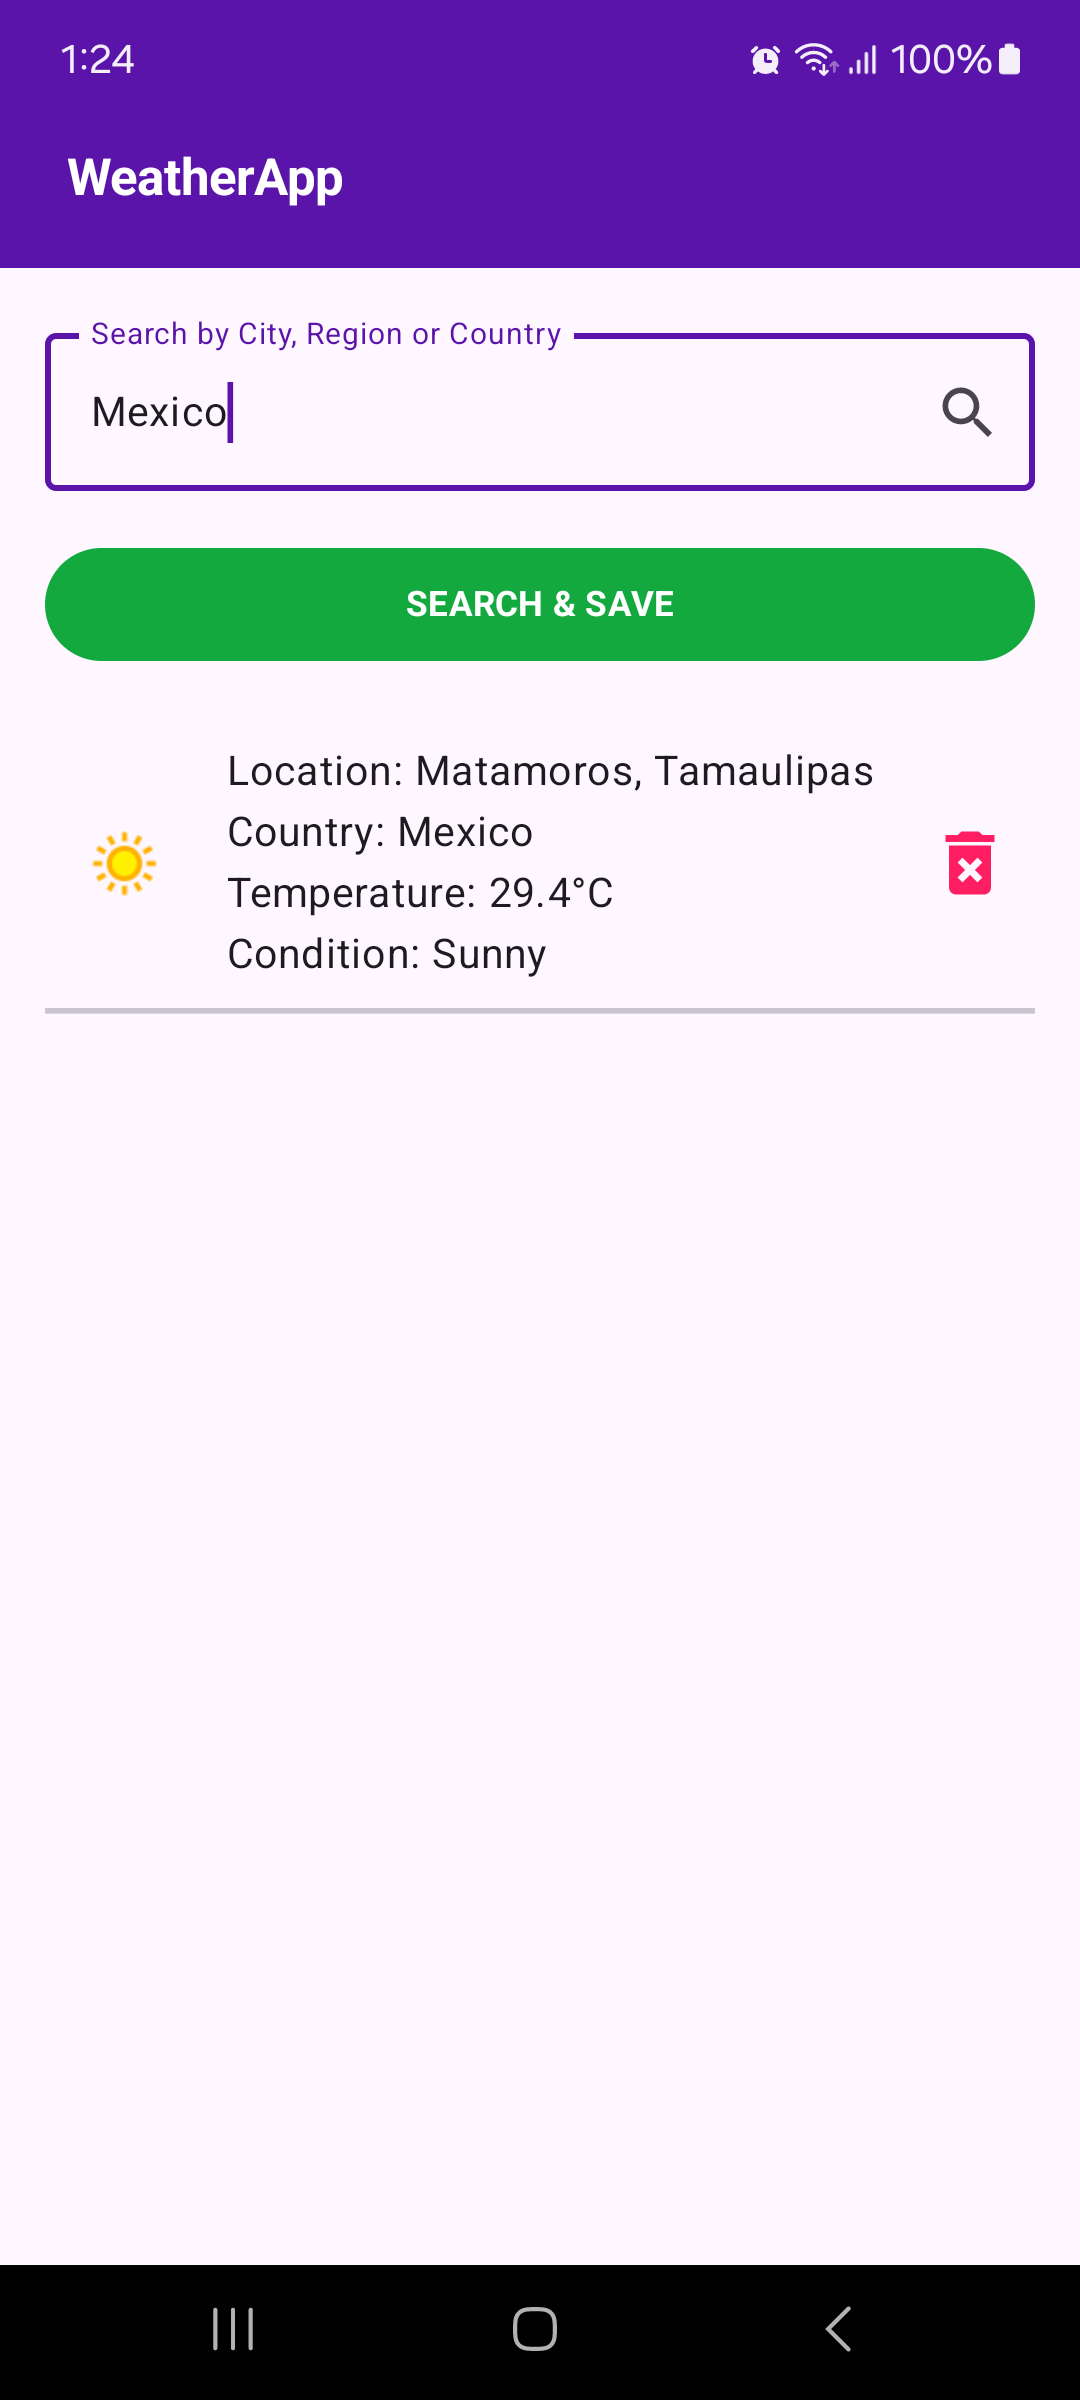 1:24
100%
WeatherApp
Search by City, Region or Country
Mexico
SEARCH & SAVE
Location: Matamoros, Tamaulipas
Country: Mexico
Temperature: 29.4°C
Condition: Sunny